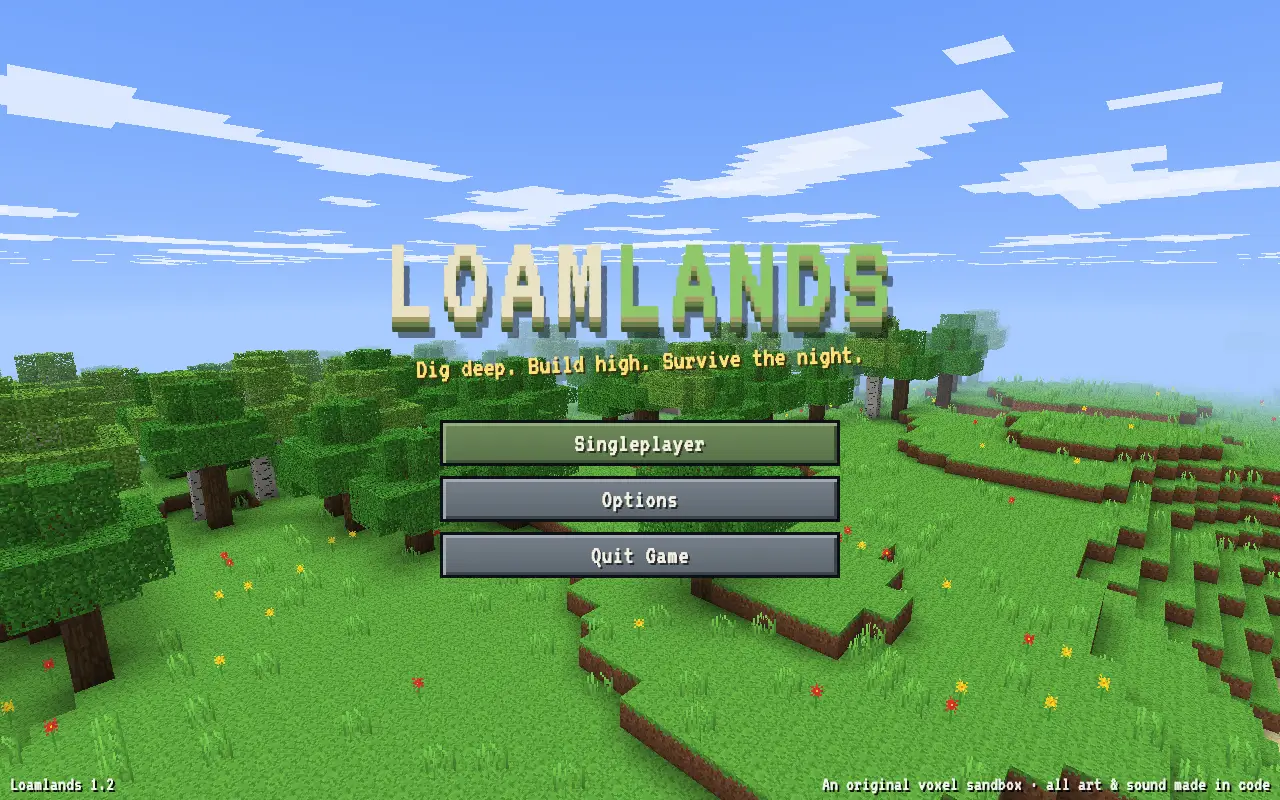 LOAMLANDS
Dig deep. Build high. Survive the night.
Singleplayer
Options
Quit Game
Loamlands 1.2
An original voxel sandbox · all art & sound made in code